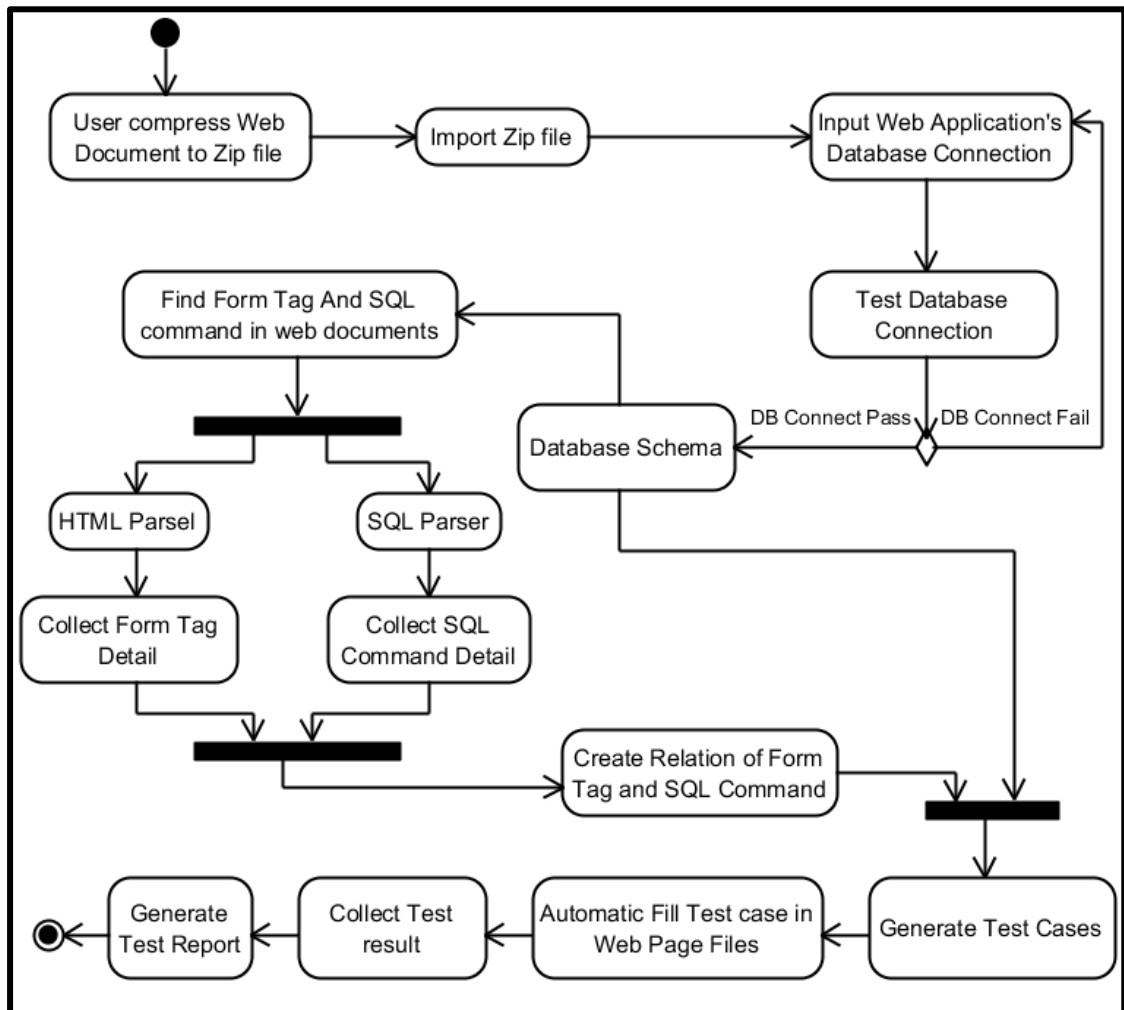 User compress Web
Document to Zip file
Import Zip file
Input Web Application's
Database Connection
Find Form Tag And SQL
command in web documents
Test Database
Connection
DB Connect Pass
DB Connect Fail
Database Schema
HTML Parsel
SQL Parser
Collect Form Tag
Detail
Collect SQL
Command Detail
Create Relation of Form
Tag and SQL Command
Generate
Test Report
Collect Test
result
Automatic Fill Test case in
Web Page Files
Generate Test Cases